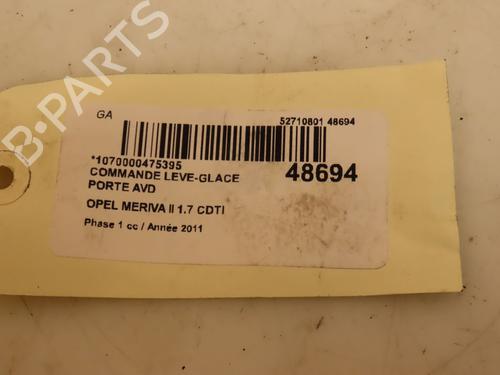 B-PARTS
GA
52710801 48694
*1070000475395
COMMANDE LEVE-GLACE
PORTE AVD
48694
OPEL MERIVA II 1.7 CDTI
Phase 1 cc / Année 2011